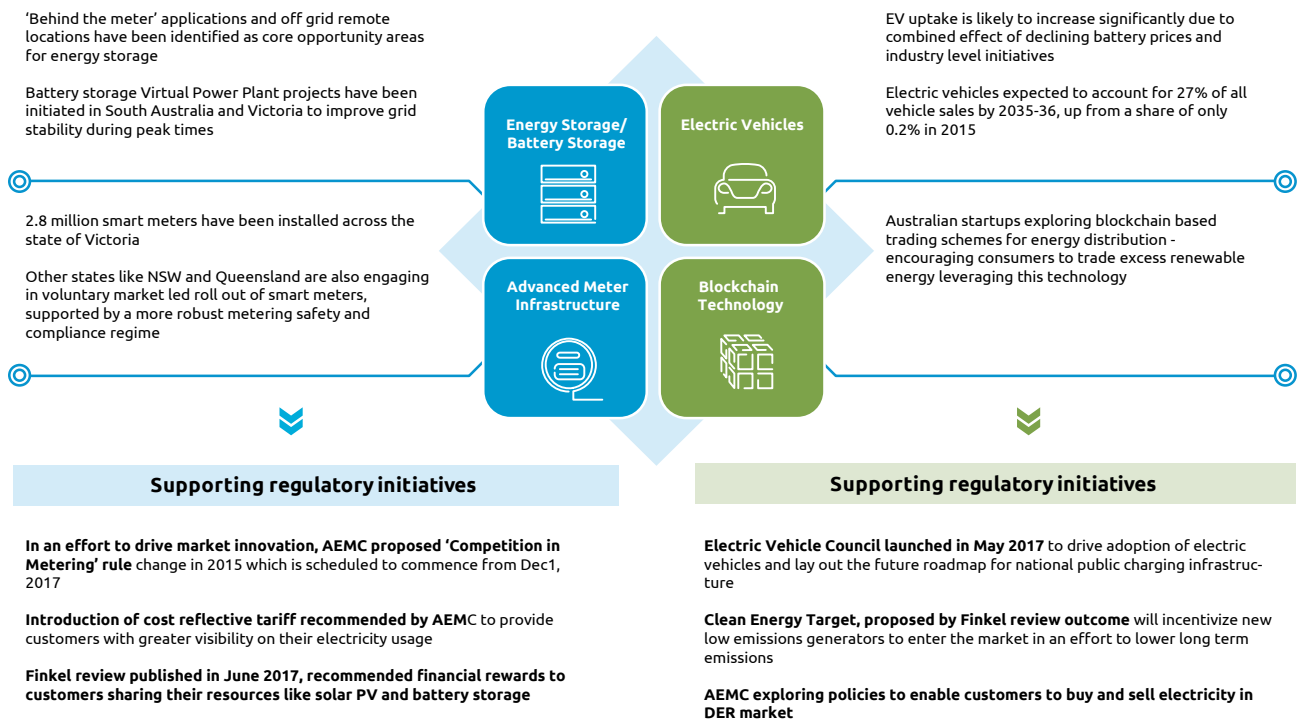 ‘Behind the meter’ applications and off grid remote
locations have been identified as core opportunity areas
for energy storage
Battery storage Virtual Power Plant projects have been
initiated in South Australia and Victoria to improve grid
stability during peak times
2.8 million smart meters have been installed across the
state of Victoria
Other states like NSW and Queensland are also engaging
in voluntary market led roll out of smart meters,
supported by a more robust metering safety and
compliance regime
Energy Storage/
Battery Storage
Electric Vehicles
Advanced Meter
Infrastructure
Blockchain
Technology
EV uptake is likely to increase significantly due to
combined effect of declining battery prices and
industry level initiatives
Electric vehicles expected to account for 27% of all
vehicle sales by 2035-36, up from a share of only
0.2% in 2015
Australian startups exploring blockchain based
trading schemes for energy distribution -
encouraging consumers to trade excess renewable
energy leveraging this technology
Supporting regulatory initiatives
In an effort to drive market innovation, AEMC proposed ‘Competition in
Metering’ rule change in 2015 which is scheduled to commence from Dec1,
2017
Introduction of cost reflective tariff recommended by AEMC to provide
customers with greater visibility on their electricity usage
Finkel review published in June 2017, recommended financial rewards to
customers sharing their resources like solar PV and battery storage
Supporting regulatory initiatives
Electric Vehicle Council launched in May 2017 to drive adoption of electric
vehicles and lay out the future roadmap for national public charging infrastruc-
ture
Clean Energy Target, proposed by Finkel review outcome will incentivize new
low emissions generators to enter the market in an effort to lower long term
emissions
AEMC exploring policies to enable customers to buy and sell electricity in
DER market